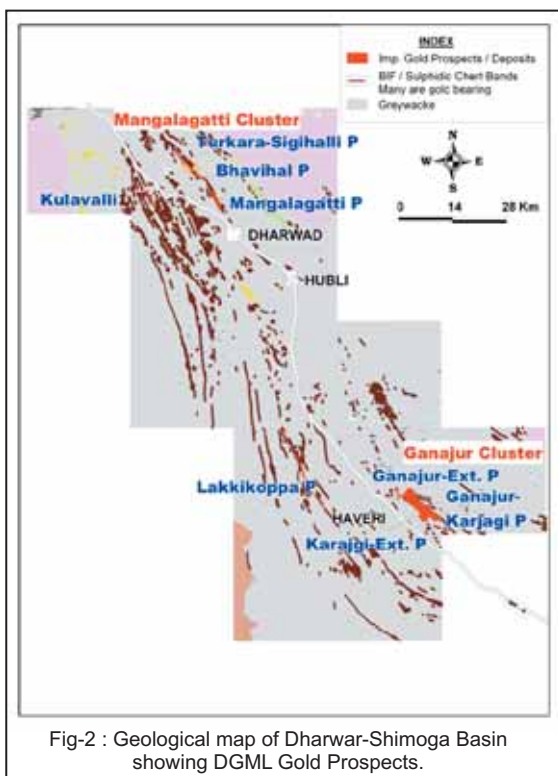 INDEX
Imp. Gold Prospects / Deposits
BIF / Sulphidic Chert Bands
Many are golc bearing
Greywacke
N
W E
S
0 14 28 Km
Mangalagatti Cluster
Turkara-Sigihalli P
Bhavihal P
Kulavalli
Mangalagatti P
DHARWAD
HUBLI
Ganajur Cluster
Ganajur-Ext. P
Lakkikoppa P
Ganajur-
Karjagi P
HAVERI
Karajgi-Ext. P
Fig-2 : Geological map of Dharwar-Shimoga Basin
showing DGML Gold Prospects.